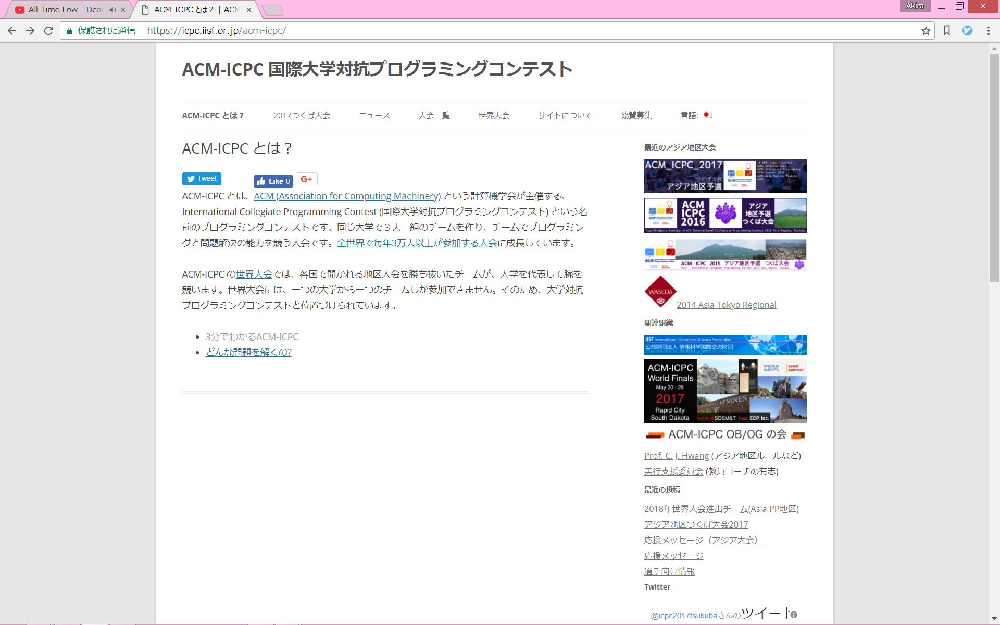 All Time Low - Dear
ACM-ICPC とは？ | ACM
Akira
保護された通信
https://icpc.iisf.or.jp/acm-icpc/
ACM-ICPC 国際大学対抗プログラミングコンテスト
ACM-ICPC とは？ 2017つくば大会 ニュース 大会一覧 世界大会 サイトについて 協賛募集 言語:
ACM-ICPC とは？
Tweet
Like 0
G+
ACM-ICPC とは、ACM (Association for Computing Machinery) という計算機学会が主催する、
International Collegiate Programming Contest (国際大学対抗プログラミングコンテスト) という名
前のプログラミングコンテストです。同じ大学で３人一組のチームを作り、チームでプログラミン
グと問題解決の能力を競う大会です。全世界で毎年3万人以上が参加する大会に成長しています。
ACM-ICPC の世界大会では、各国で開かれる地区大会を勝ち抜いたチームが、大学を代表して腕を
競います。世界大会には、一つの大学から一つのチームしか参加できません。そのため、大学対抗
プログラミングコンテストと位置づけられています。
3分でわかるACM-ICPC
どんな問題を解くの?
最近のアジア地区大会
ACM_ICPC_2017
つくば大会
アジア地区予選
ACM
ICPC
2016
アジア
地区予選
つくば大会
icpc2016@asia-tsukuba:~$ ACM International Collegiate Programming Contest 2016 Asia Region, Tsukuba
ACM ICPC 2015 アジア地区予選 つくば大会
ACM International Collegiate Programming Contest 2015 Asia Region, Tsukuba
WASEDA
2014 Asia Tokyo Regional
関連組織
IISF International Information Science Foundation
公益財団法人 情報科学国際交流財団
ACM-ICPC
World Finals
May 20 - 25
2017
Rapid City
South Dakota
IBM. event sponsor
SCHOOL OF MINES
home of SDSM&T host ECP, Inc.
ACM-ICPC OB/OG の会
Prof. C. J. Hwang (アジア地区ルールなど)
実行支援委員会 (教員コーチの有志)
最近の投稿
2018年世界大会進出チーム(Asia PP地区)
アジア地区つくば大会2017
応援メッセージ（アジア大会）
応援メッセージ
選手向け情報
Twitter
@icpc2017tsukubaさんのツイート